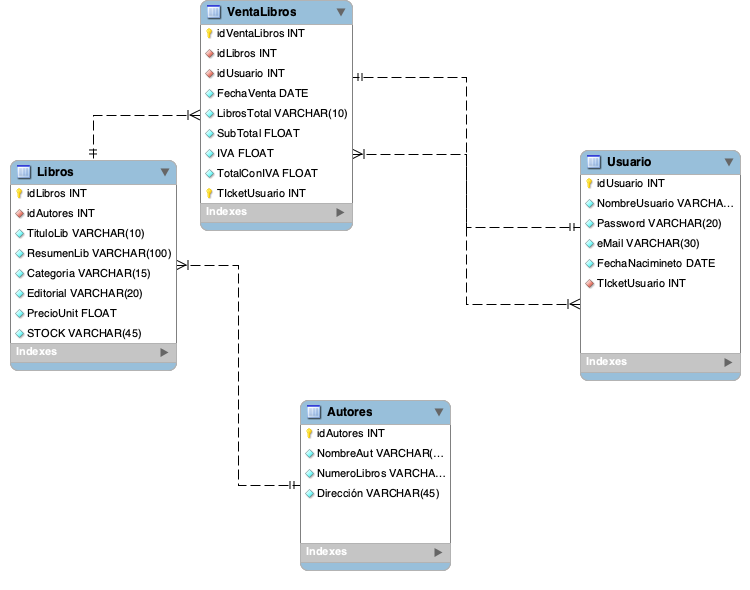 VentaLibros
idVentaLibros INT
idLibros INT
idUsuario INT
FechaVenta DATE
LibrosTotal VARCHAR(10)
SubTotal FLOAT
IVA FLOAT
TotalConIVA FLOAT
TIcketUsuario INT
Indexes
Libros
idLibros INT
idAutores INT
TituloLib VARCHAR(10)
ResumenLib VARCHAR(100)
Categoria VARCHAR(15)
Editorial VARCHAR(20)
PrecioUnit FLOAT
STOCK VARCHAR(45)
Indexes
Usuario
idUsuario INT
NombreUsuario VARCHA...
Password VARCHAR(20)
eMail VARCHAR(30)
FechaNacimineto DATE
TIcketUsuario INT
Indexes
Autores
idAutores INT
NombreAut VARCHAR(...
NumeroLibros VARCHA...
Dirección VARCHAR(45)
Indexes